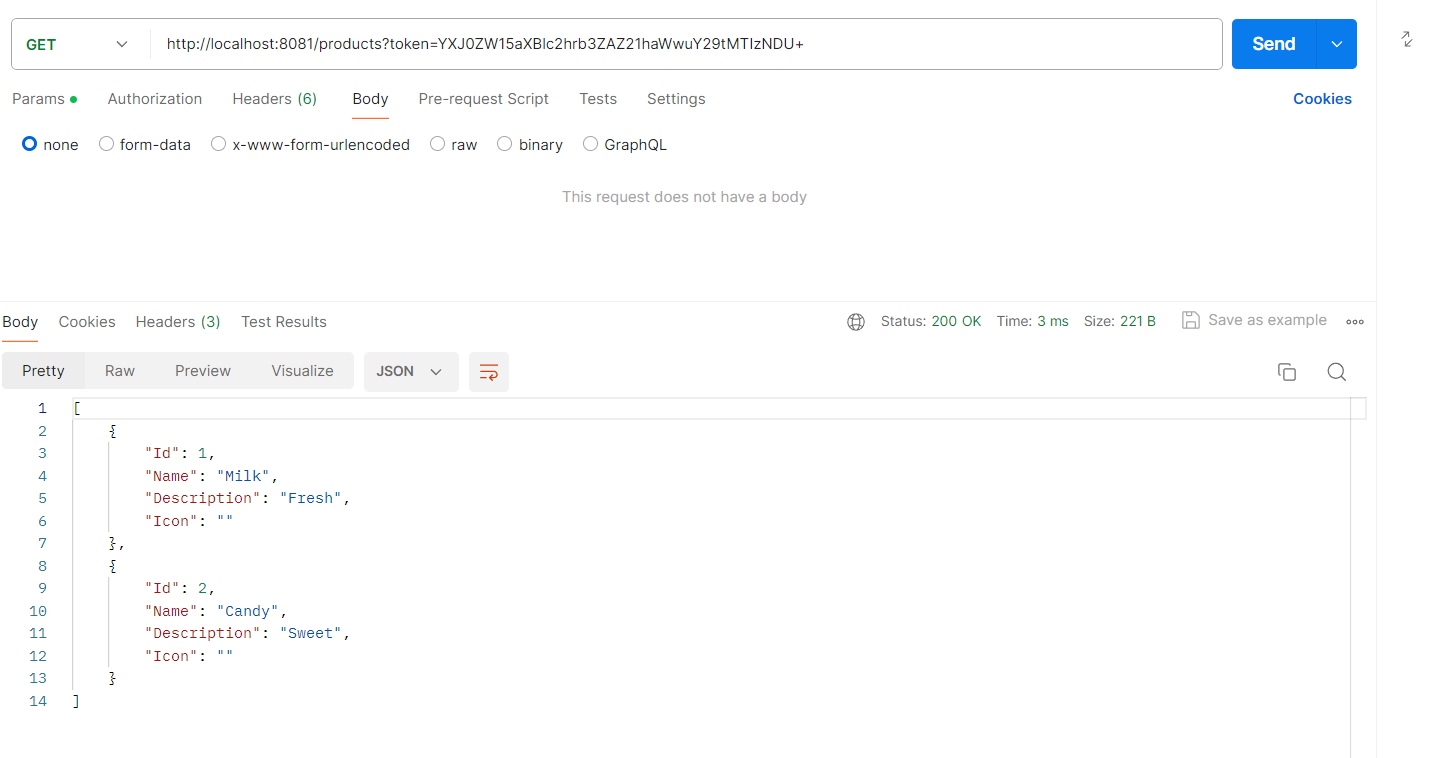 GET http://localhost:8081/products?token=YXJ0ZW15aXBlc2hrb3ZAZ21haWwuY29tMTIzNDU+ Send
Params Authorization Headers (6) Body Pre-request Script Tests Settings Cookies
none form-data x-www-form-urlencoded raw binary GraphQL
This request does not have a body
Body Cookies Headers (3) Test Results Status: 200 OK Time: 3 ms Size: 221 B Save as example
Pretty Raw Preview Visualize JSON
1 [
2 {
3 "Id": 1,
4 "Name": "Milk",
5 "Description": "Fresh",
6 "Icon": ""
7 },
8 {
9 "Id": 2,
10 "Name": "Candy",
11 "Description": "Sweet",
12 "Icon": ""
13 }
14 ]